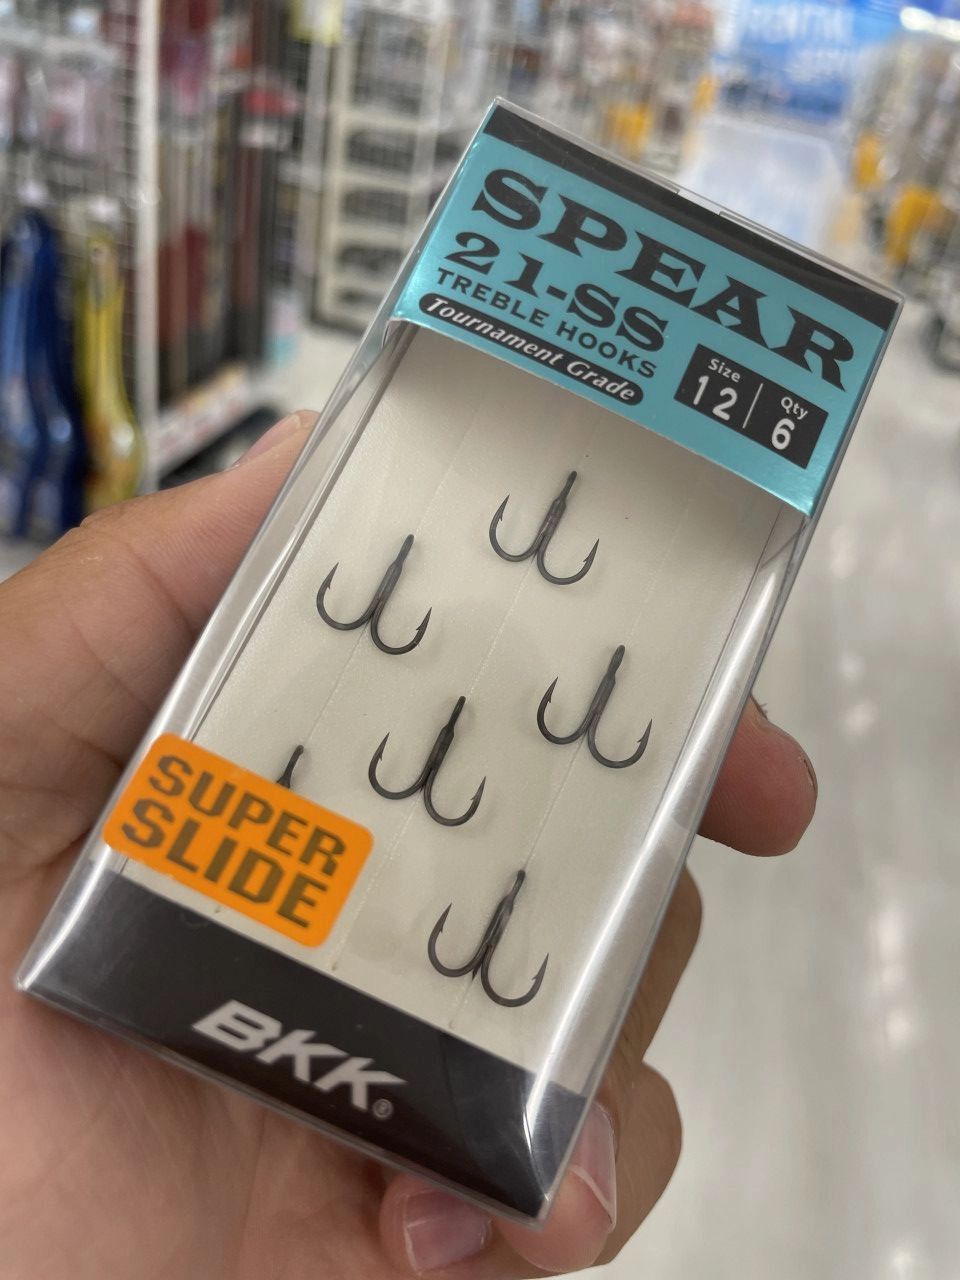 SPEAR
21-SS
TREBLE HOOKS
Tournament Grade
Size
12
Qty
6
SUPER
SLIDE
BKK®